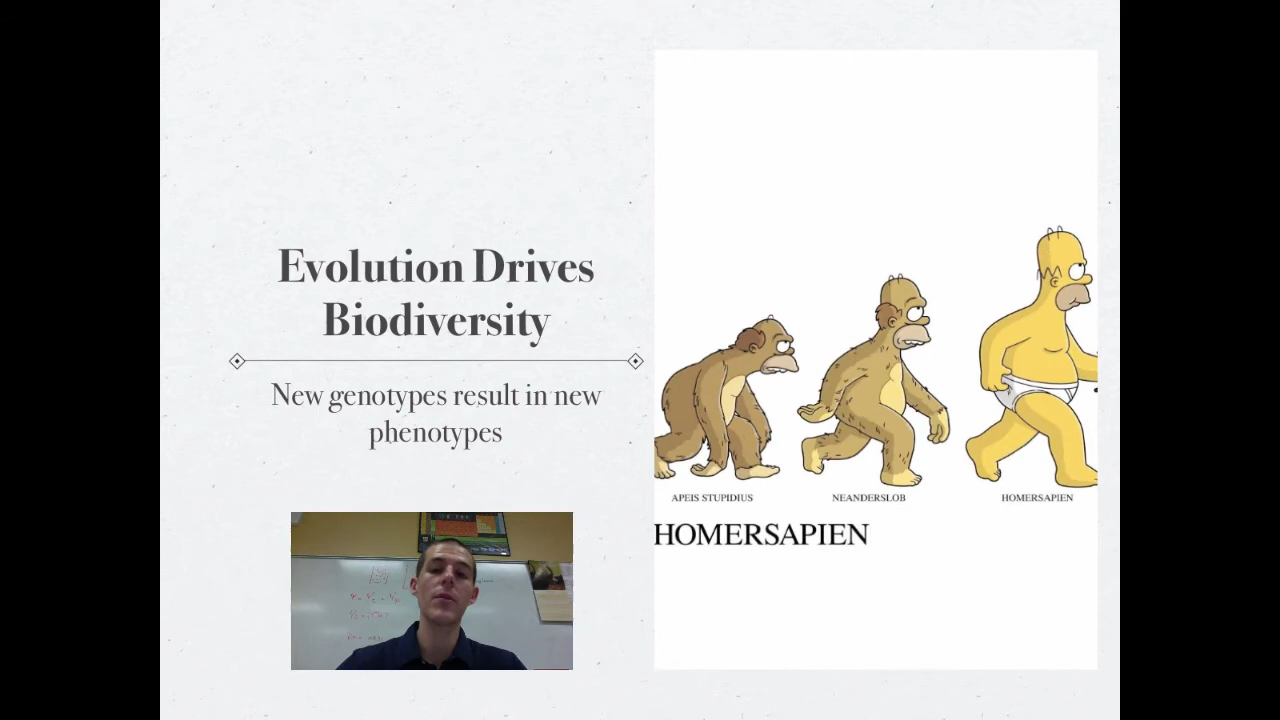 Evolution Drives
Biodiversity
New genotypes result in new
phenotypes
APEIS STUPIDIUS
NEANDERSLOB
HOMERSAPIEN
HOMERSAPIEN